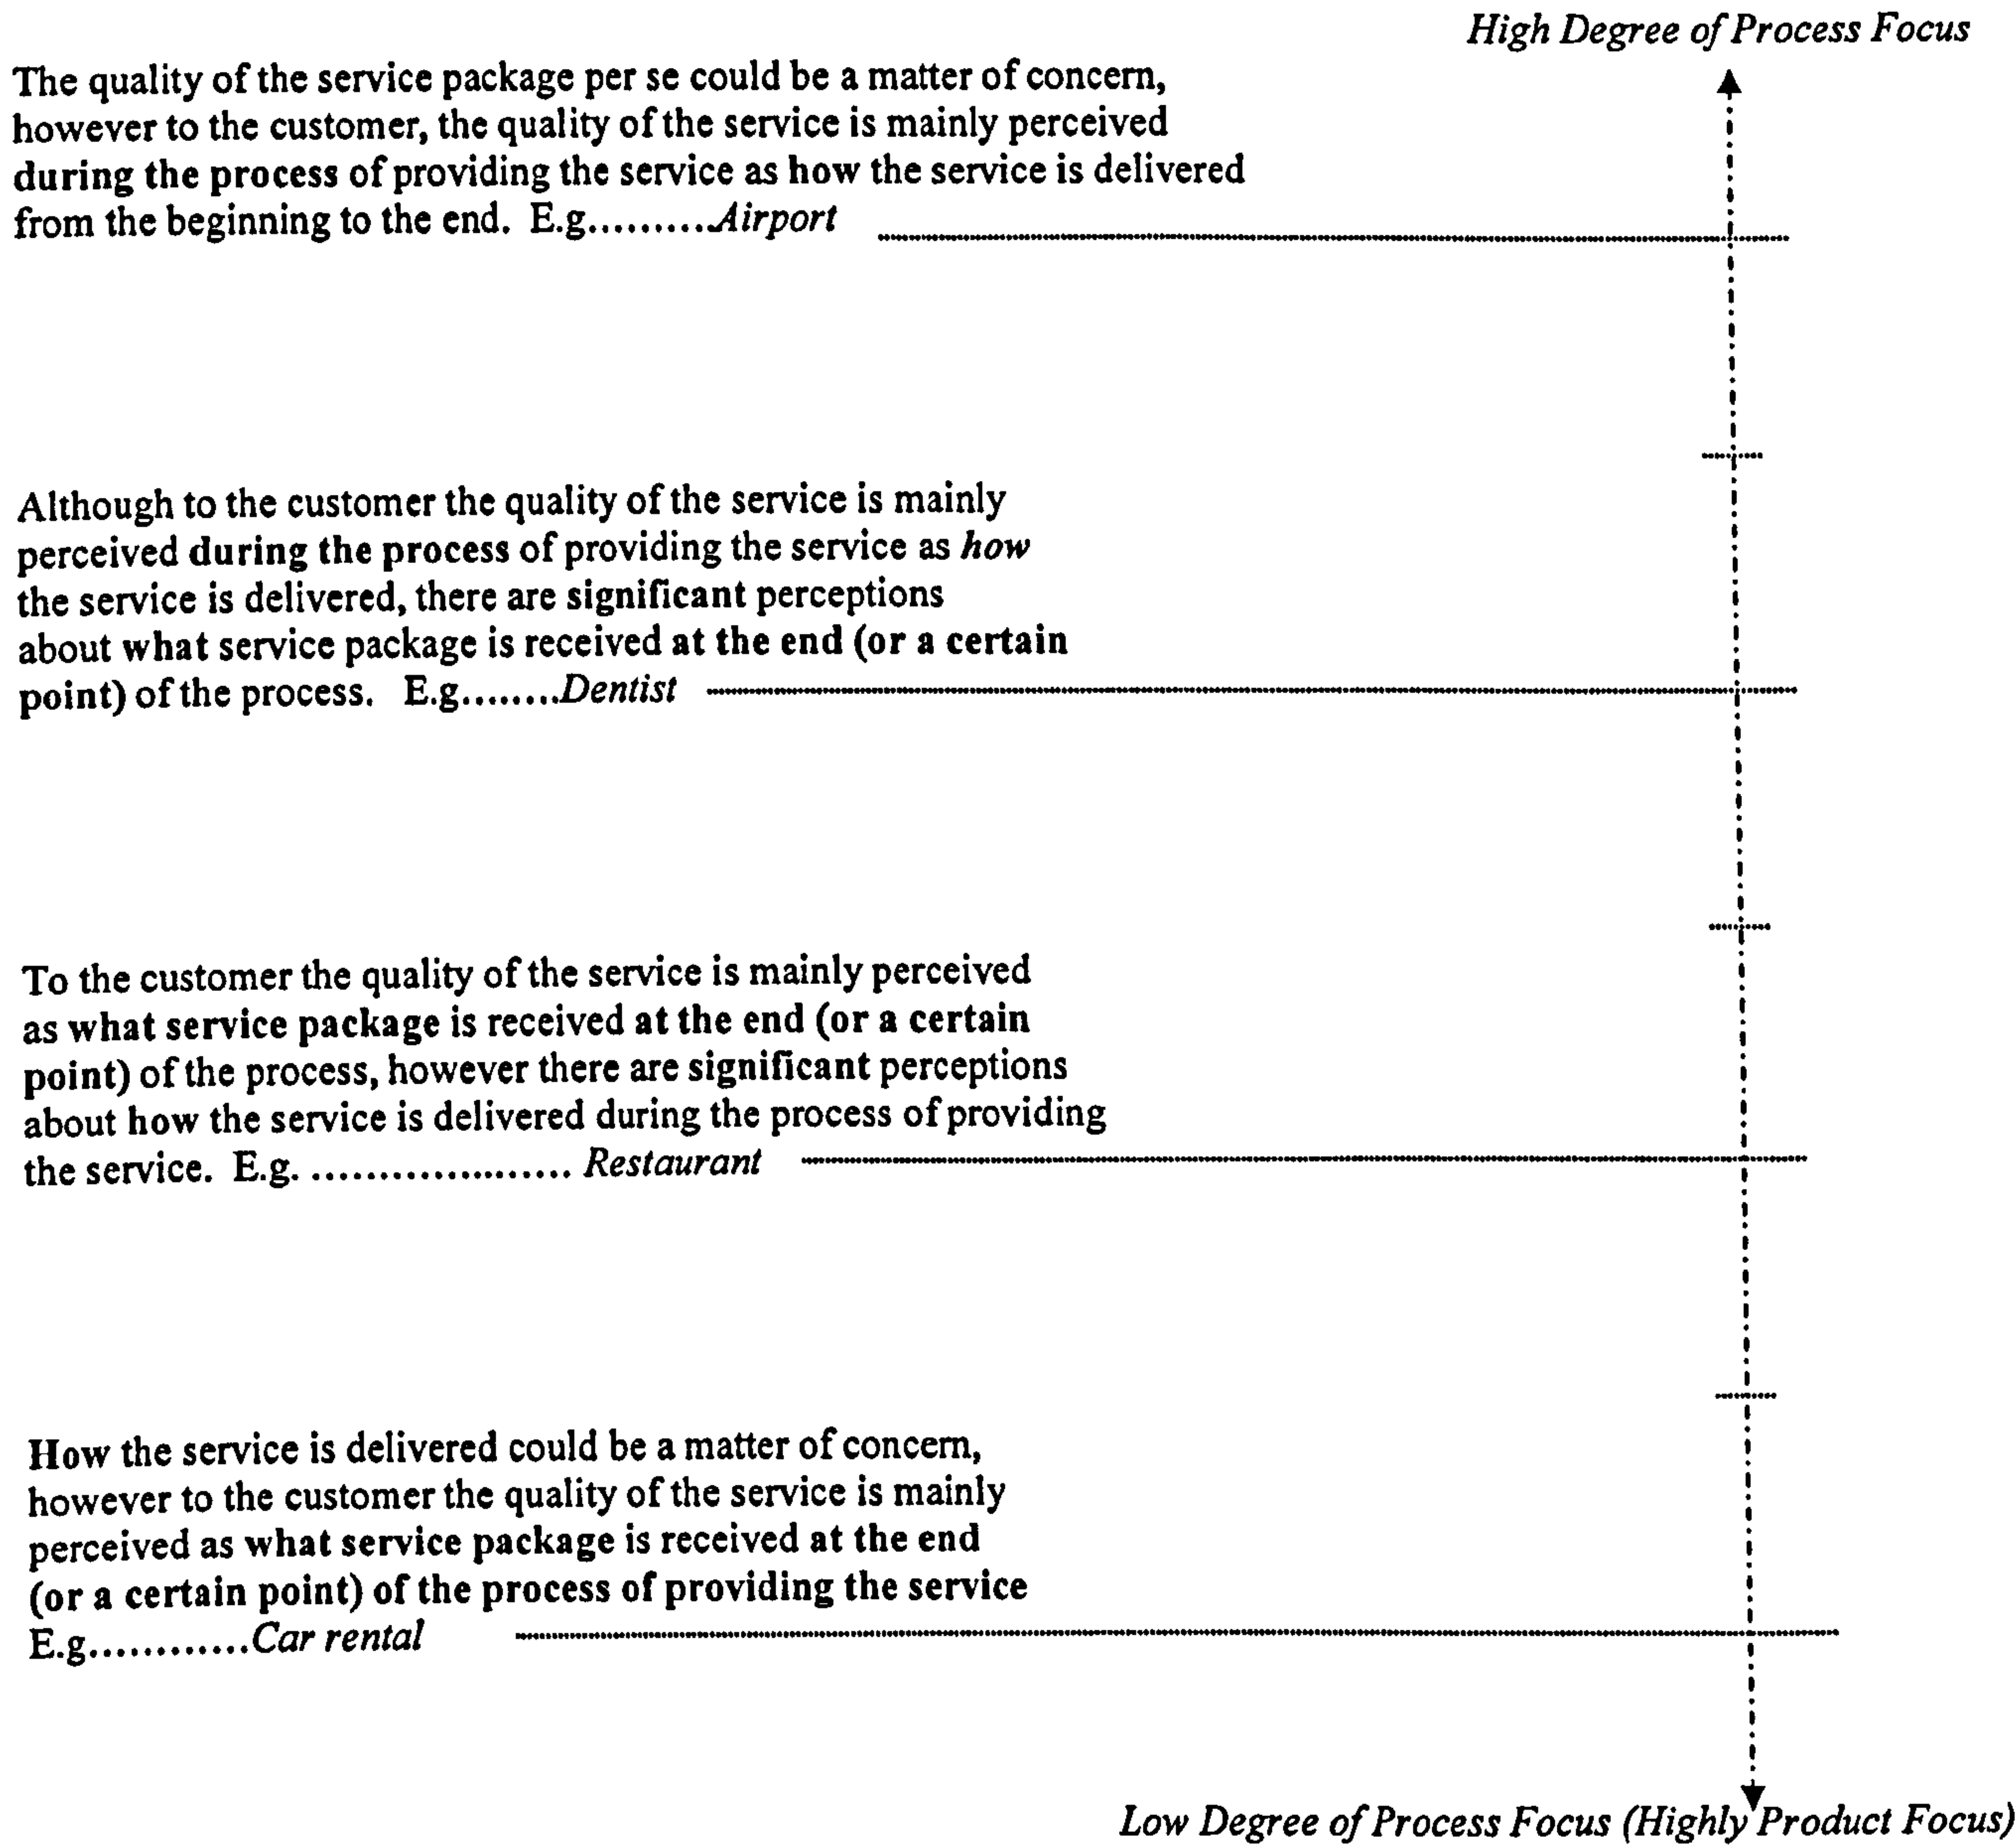 High Degree of Process Focus
The quality of the service package per se could be a matter of concern,
however to the customer, the quality of the service is mainly perceived
during the process of providing the service as how the service is delivered
from the beginning to the end. E.g..........Airport
Although to the customer the quality of the service is mainly
perceived during the process of providing the service as how
the service is delivered, there are significant perceptions
about what service package is received at the end (or a certain
point) of the process. E.g.........Dentist
To the customer the quality of the service is mainly perceived
as what service package is received at the end (or a certain
point) of the process, however there are significant perceptions
about how the service is delivered during the process of providing
the service. E.g. ..................... Restaurant
How the service is delivered could be a matter of concern,
however to the customer the quality of the service is mainly
perceived as what service package is received at the end
(or a certain point) of the process of providing the service
E.g.............Car rental
Low Degree of Process Focus (Highly Product Focus)